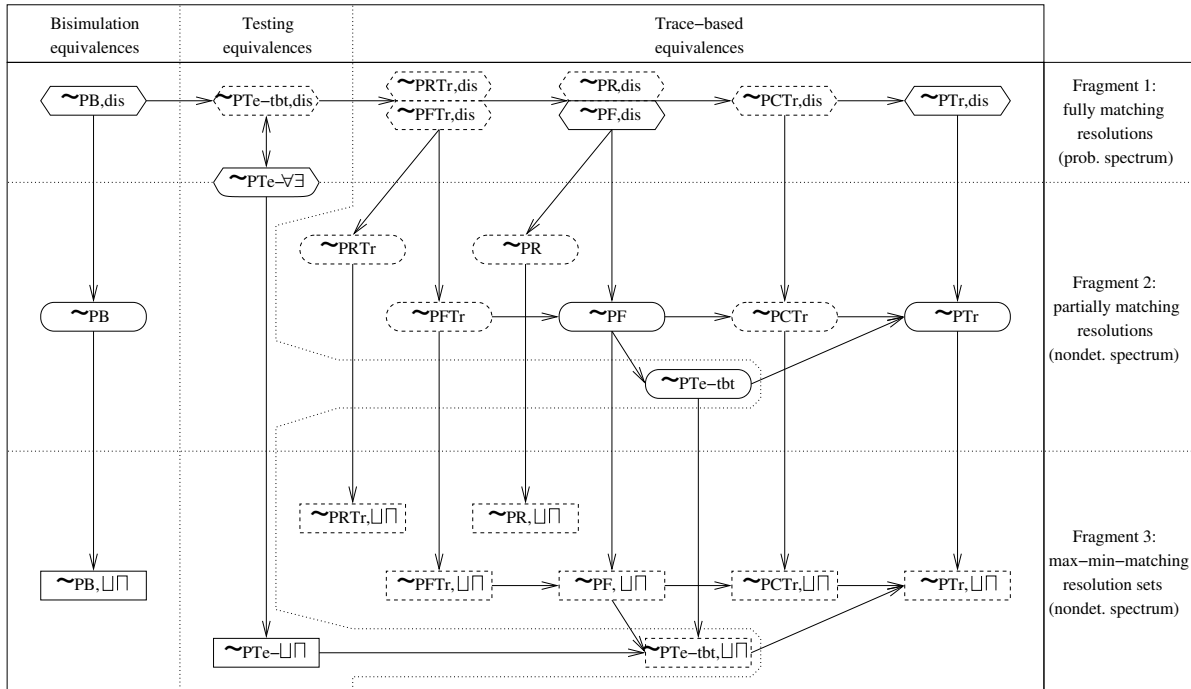 Bisimulation
equivalences
Testing
equivalences
Trace−based
equivalences
~PB,dis
~PTe−tbt,dis
~PRTr,dis
~PFTr,dis
~PR,dis
~PF,dis
~PCTr,dis
~PTr,dis
Fragment 1:
fully matching
resolutions
(prob. spectrum)
~PTe−∀∃
~PRTr
~PR
~PB
~PFTr
~PF
~PCTr
~PTr
Fragment 2:
partially matching
resolutions
(nondet. spectrum)
~PTe−tbt
~PRTr,⊔⊓
~PR,⊔⊓
~PB,⊔⊓
~PFTr,⊔⊓
~PF,⊔⊓
~PCTr,⊔⊓
~PTr,⊔⊓
Fragment 3:
max−min−matching
resolution sets
(nondet. spectrum)
~PTe−⊔⊓
~PTe−tbt,⊔⊓